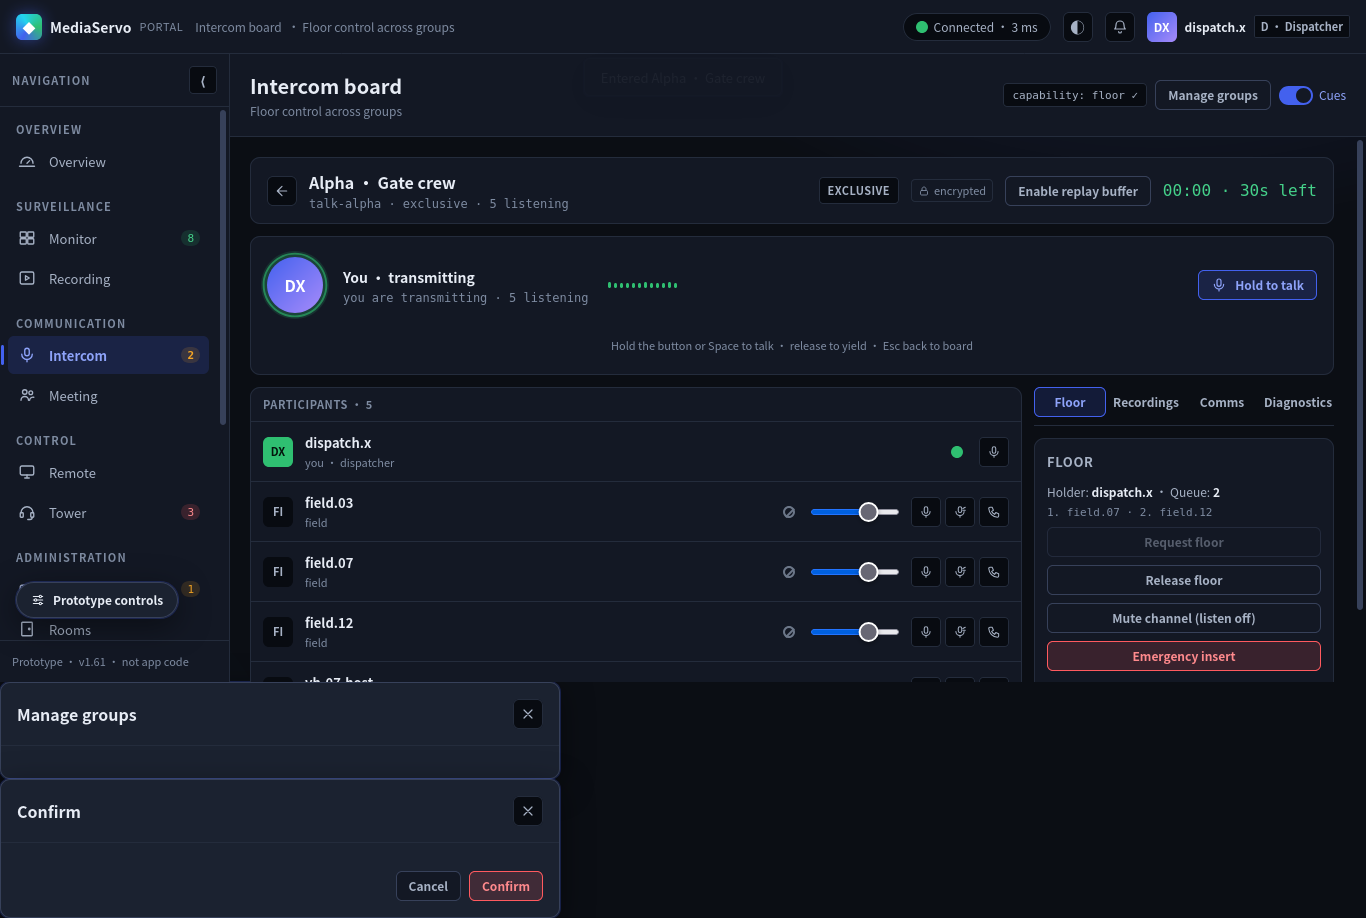 MediaServo PORTAL Intercom board • Floor control across groups
Connected • 3 ms
DX dispatch.x D • Dispatcher
NAVIGATION
OVERVIEW
Overview
SURVEILLANCE
Monitor 8
Recording
COMMUNICATION
Intercom 2
Meeting
CONTROL
Remote
Tower 3
ADMINISTRATION
1
Prototype controls
Rooms
Prototype • v1.61 • not app code
Intercom board
Floor control across groups
Entered Alpha • Gate crew
capability: floor ✓
Manage groups
Cues
Alpha • Gate crew
talk-alpha · exclusive · 5 listening
EXCLUSIVE
encrypted
Enable replay buffer
00:00 · 30s left
DX
You • transmitting
you are transmitting · 5 listening
Hold to talk
Hold the button or Space to talk • release to yield • Esc back to board
PARTICIPANTS • 5
DX dispatch.x
you • dispatcher
FI field.03
field
FI field.07
field
FI field.12
field
Floor Recordings Comms Diagnostics
FLOOR
Holder: dispatch.x • Queue: 2
1. field.07 · 2. field.12
Request floor
Release floor
Mute channel (listen off)
Emergency insert
Manage groups
Confirm
Cancel Confirm